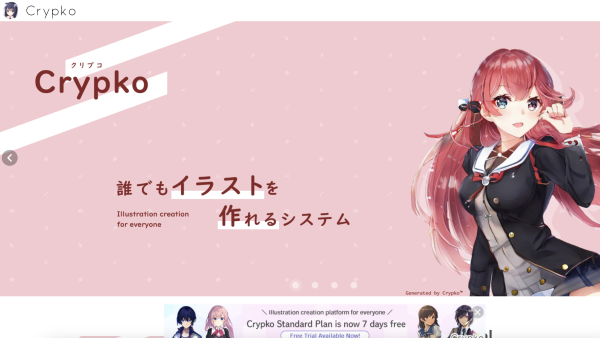 Crypko
クリプコ
Crypko
誰でもイラストを
Illustration creation
for everyone
作れるシステム
Generated by Crypko™
＼ Illustration creation platform for everyone ／
Crypko Standard Plan is now 7 days free
Free Trial Available Now!
Crypko